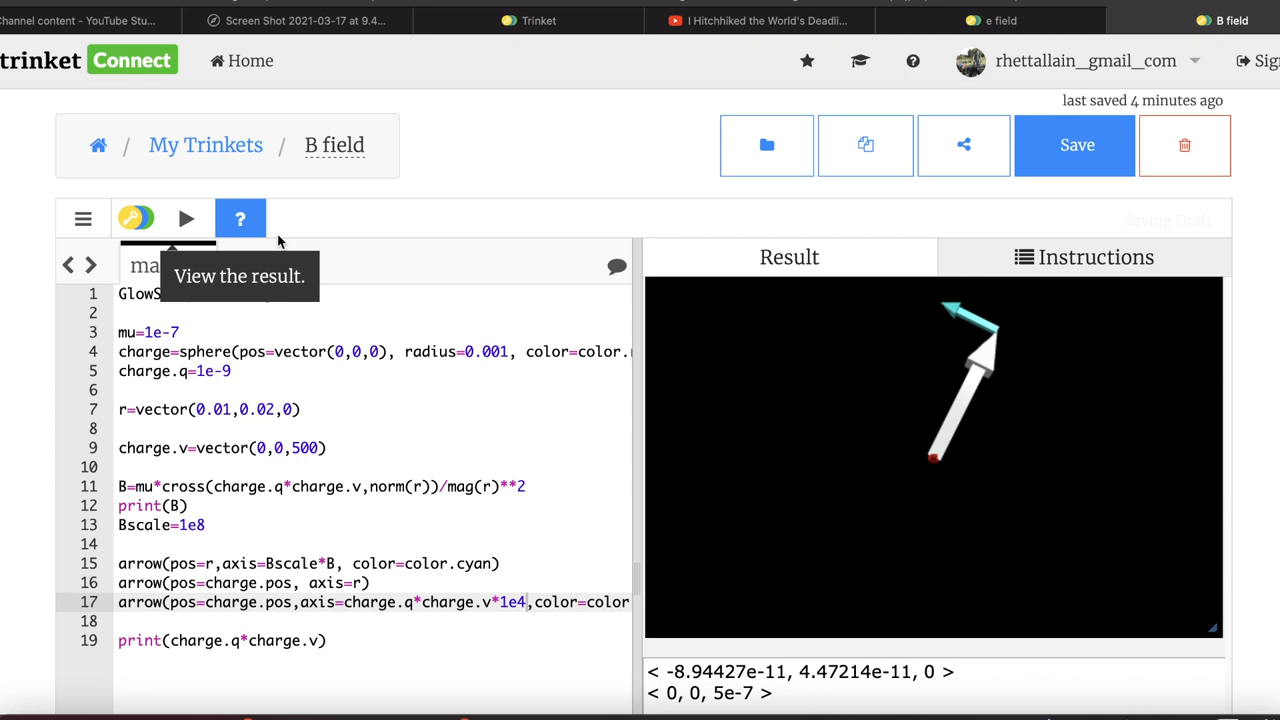 Channel content - YouTube Stu...
Screen Shot 2021-03-17 at 9.4...
Trinket
I Hitchhiked the World's Deadli...
e field
B field
trinket Connect
Home
rhettallain_gmail_com
Sig
last saved 4 minutes ago
/ My Trinkets / B field
Save
?
Saving Draft
ma
View the result.
Result
Instructions
1 GlowS
2
3 mu=1e-7
4 charge=sphere(pos=vector(0,0,0), radius=0.001, color=color.r
5 charge.q=1e-9
6
7 r=vector(0.01,0.02,0)
8
9 charge.v=vector(0,0,500)
10
11 B=mu*cross(charge.q*charge.v,norm(r))/mag(r)**2
12 print(B)
13 Bscale=1e8
14
15 arrow(pos=r,axis=Bscale*B, color=color.cyan)
16 arrow(pos=charge.pos, axis=r)
17 arrow(pos=charge.pos,axis=charge.q*charge.v*1e4,color=color
18
19 print(charge.q*charge.v)
< -8.94427e-11, 4.47214e-11, 0 >
< 0, 0, 5e-7 >